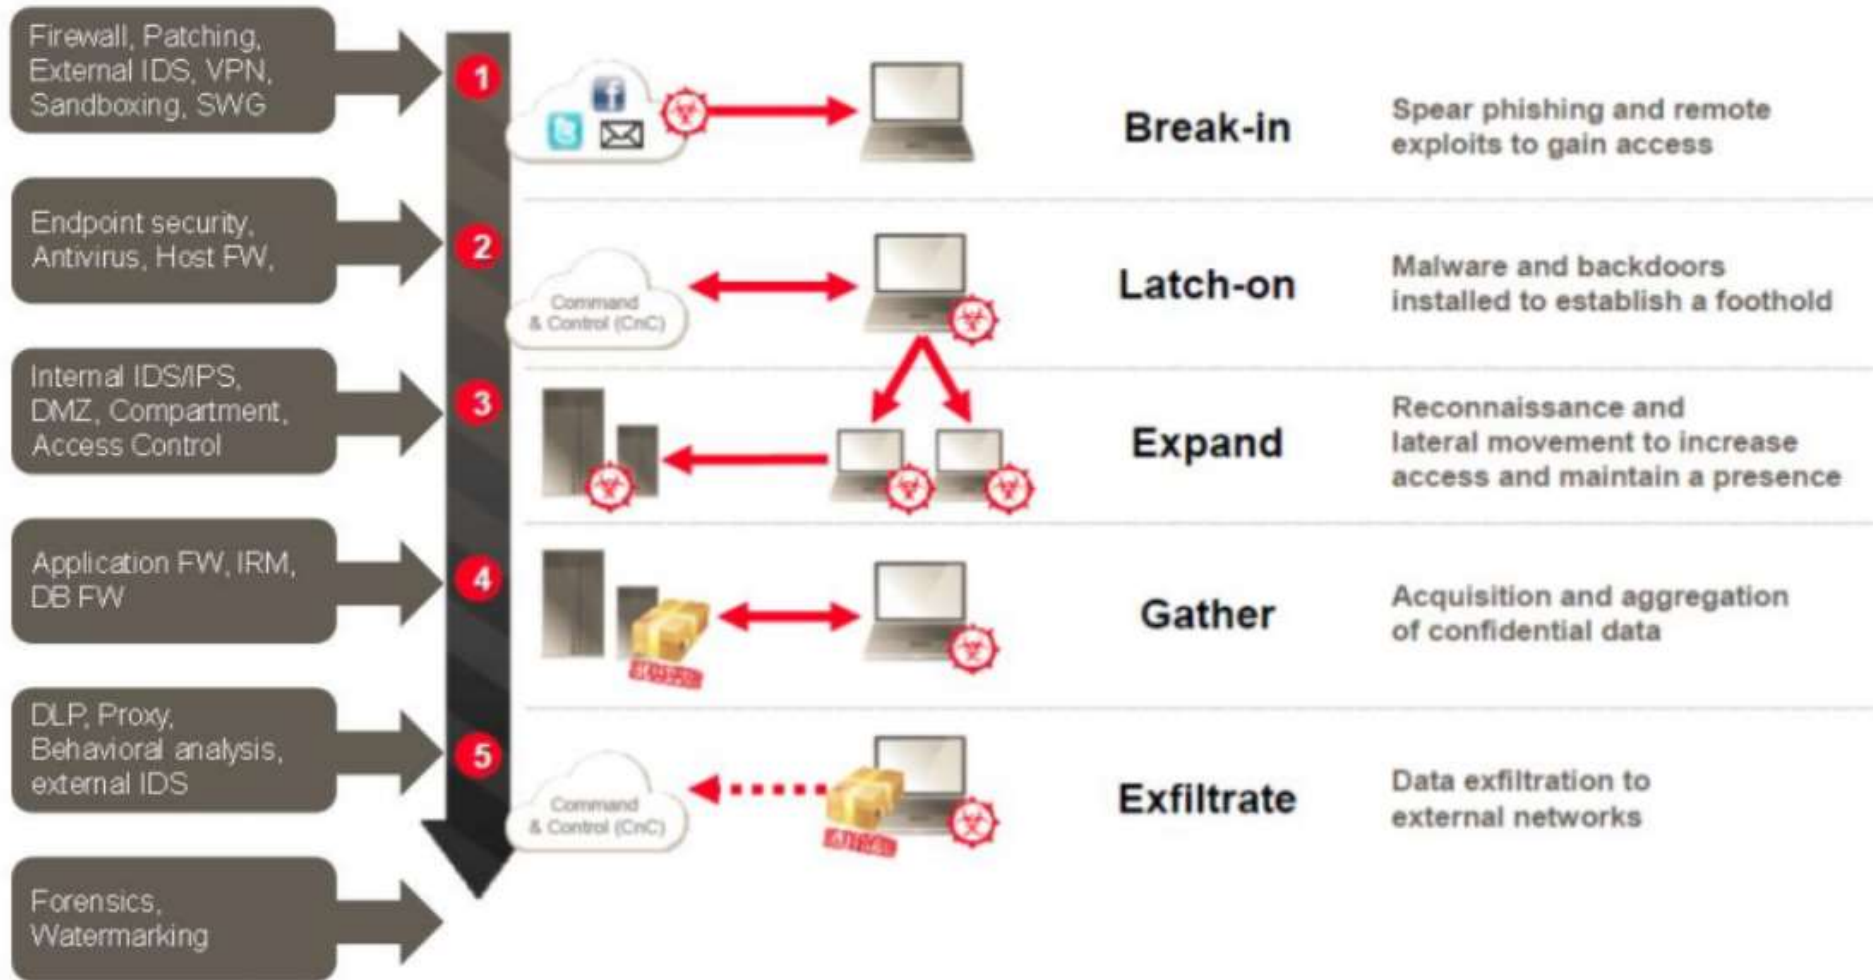 Firewall, Patching,
External IDS, VPN,
Sandboxing, SWG
1
Break-in
Spear phishing and remote
exploits to gain access
Endpoint security,
Antivirus, Host FW,
2
Command
& Control (CnC)
Latch-on
Malware and backdoors
installed to establish a foothold
Internal IDS/IPS,
DMZ, Compartment,
Access Control
3
Expand
Reconnaissance and
lateral movement to increase
access and maintain a presence
Application FW, IRM,
DB FW
4
Gather
Acquisition and aggregation
of confidential data
DLP, Proxy,
Behavioral analysis,
external IDS
5
Command
& Control (CnC)
Exfiltrate
Data exfiltration to
external networks
Forensics,
Watermarking